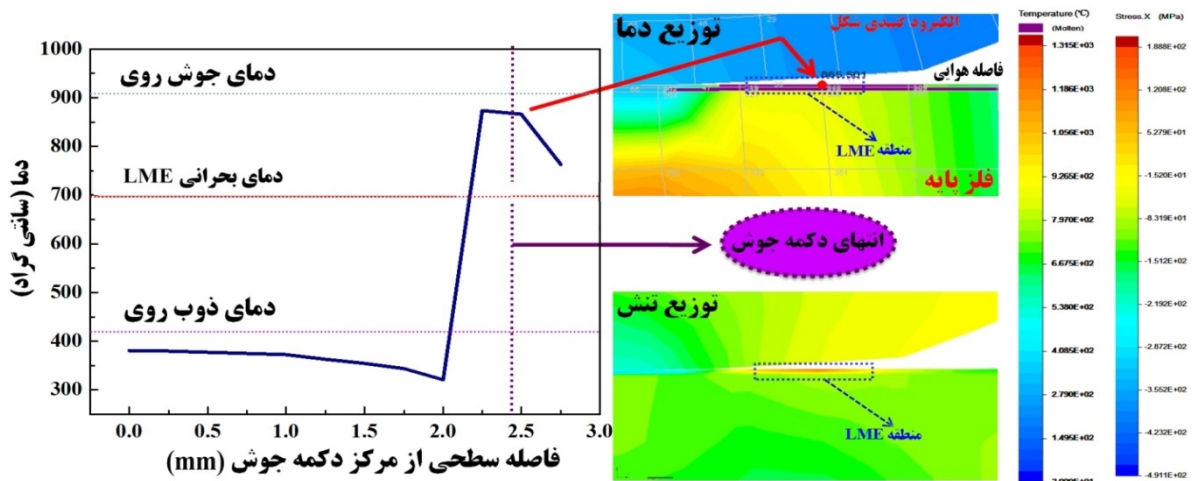 1000
900
800
700
600
500
400
300
دما (سانتی گراد)
دمای جوش روی
دمای بحرانی LME
دمای ذوب روی
0.0
0.5
1.0
1.5
2.0
2.5
3.0
فاصله سطحی از مرکز دکمه جوش (mm)
توزیع دما
الکترود گنبدی شکل
فاصله هوایی
منطقه LME
فلز پایه
انتهای دکمه جوش
توزیع تنش
منطقه LME
Temperature (°C)
(Molten)
1.315E+03
1.186E+03
1.056E+03
9.265E+02
7.970E+02
6.675E+02
5.380E+02
4.085E+02
2.790E+02
1.495E+02
Stress.X (MPa)
1.888E+02
1.208E+02
5.279E+01
-1.520E+01
-8.319E+01
-1.512E+02
-2.192E+02
-2.872E+02
-3.552E+02
-4.232E+02
-4.911E+02